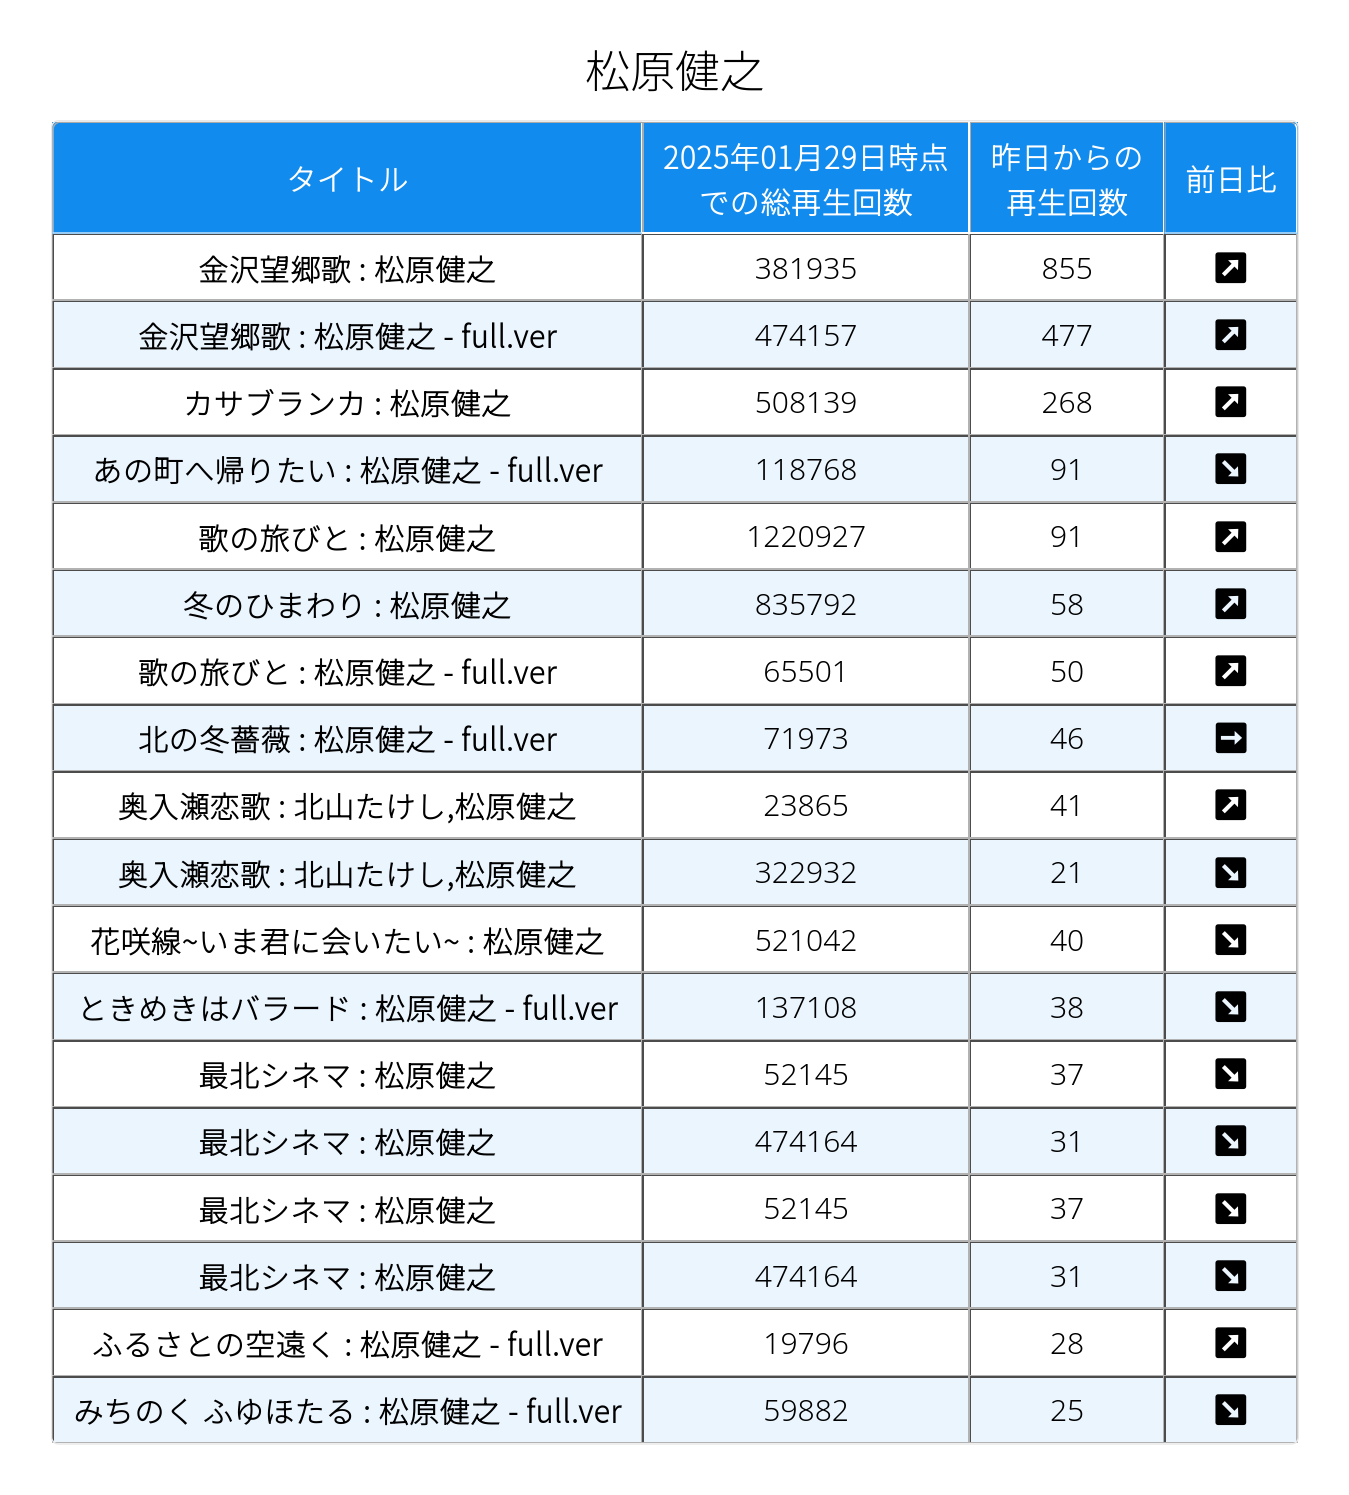 松原健之
タイトル 2025年01月29日時点での総再生回数 昨日からの再生回数 前日比
金沢望郷歌 : 松原健之 381935 855 ↗
金沢望郷歌 : 松原健之 - full.ver 474157 477 ↗
カサブランカ : 松原健之 508139 268 ↗
あの町へ帰りたい : 松原健之 - full.ver 118768 91 ↘
歌の旅びと : 松原健之 1220927 91 ↗
冬のひまわり : 松原健之 835792 58 ↗
歌の旅びと : 松原健之 - full.ver 65501 50 ↗
北の冬薔薇 : 松原健之 - full.ver 71973 46 →
奥入瀬恋歌 : 北山たけし,松原健之 23865 41 ↗
奥入瀬恋歌 : 北山たけし,松原健之 322932 21 ↘
花咲線~いま君に会いたい~ : 松原健之 521042 40 ↘
ときめきはバラード : 松原健之 - full.ver 137108 38 ↘
最北シネマ : 松原健之 52145 37 ↘
最北シネマ : 松原健之 474164 31 ↘
最北シネマ : 松原健之 52145 37 ↘
最北シネマ : 松原健之 474164 31 ↘
ふるさとの空遠く : 松原健之 - full.ver 19796 28 ↗
みちのく ふゆほたる : 松原健之 - full.ver 59882 25 ↘